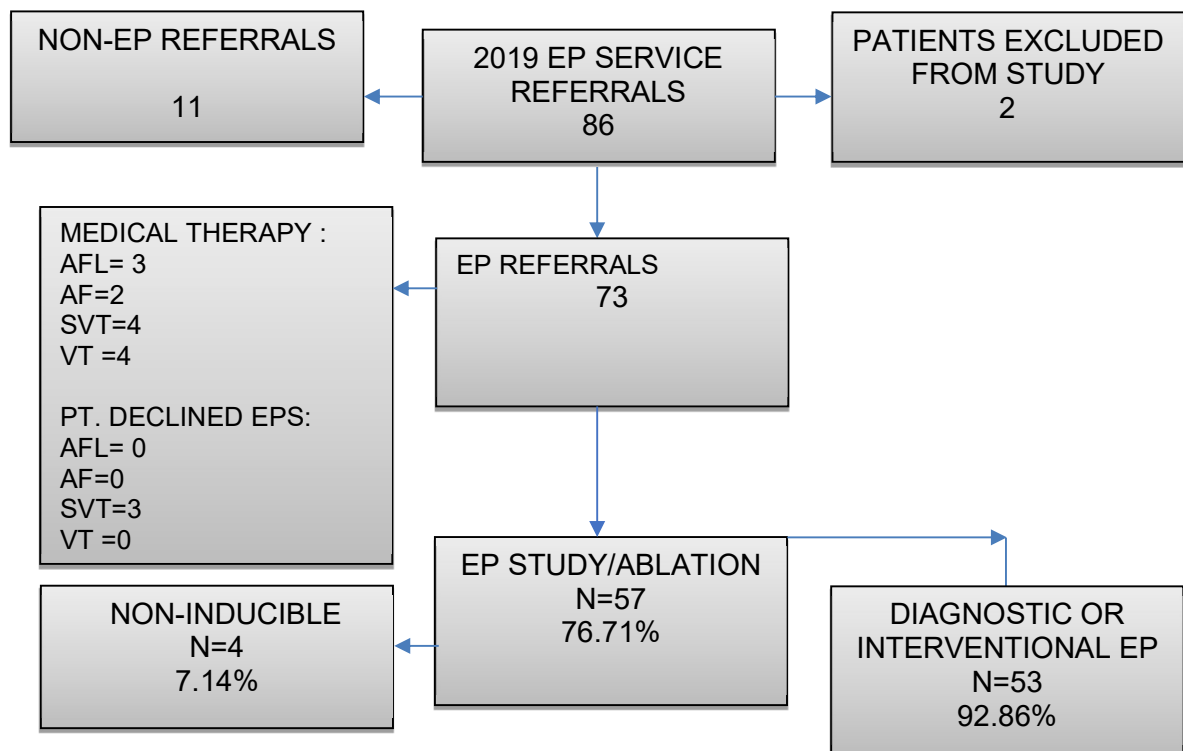 NON-EP REFERRALS
11
2019 EP SERVICE
REFERRALS
86
PATIENTS EXCLUDED
FROM STUDY
2
MEDICAL THERAPY :
AFL= 3
AF=2
SVT=4
VT =4
PT. DECLINED EPS:
AFL= 0
AF=0
SVT=3
VT =0
EP REFERRALS
73
EP STUDY/ABLATION
N=57
76.71%
NON-INDUCIBLE
N=4
7.14%
DIAGNOSTIC OR
INTERVENTIONAL EP
N=53
92.86%